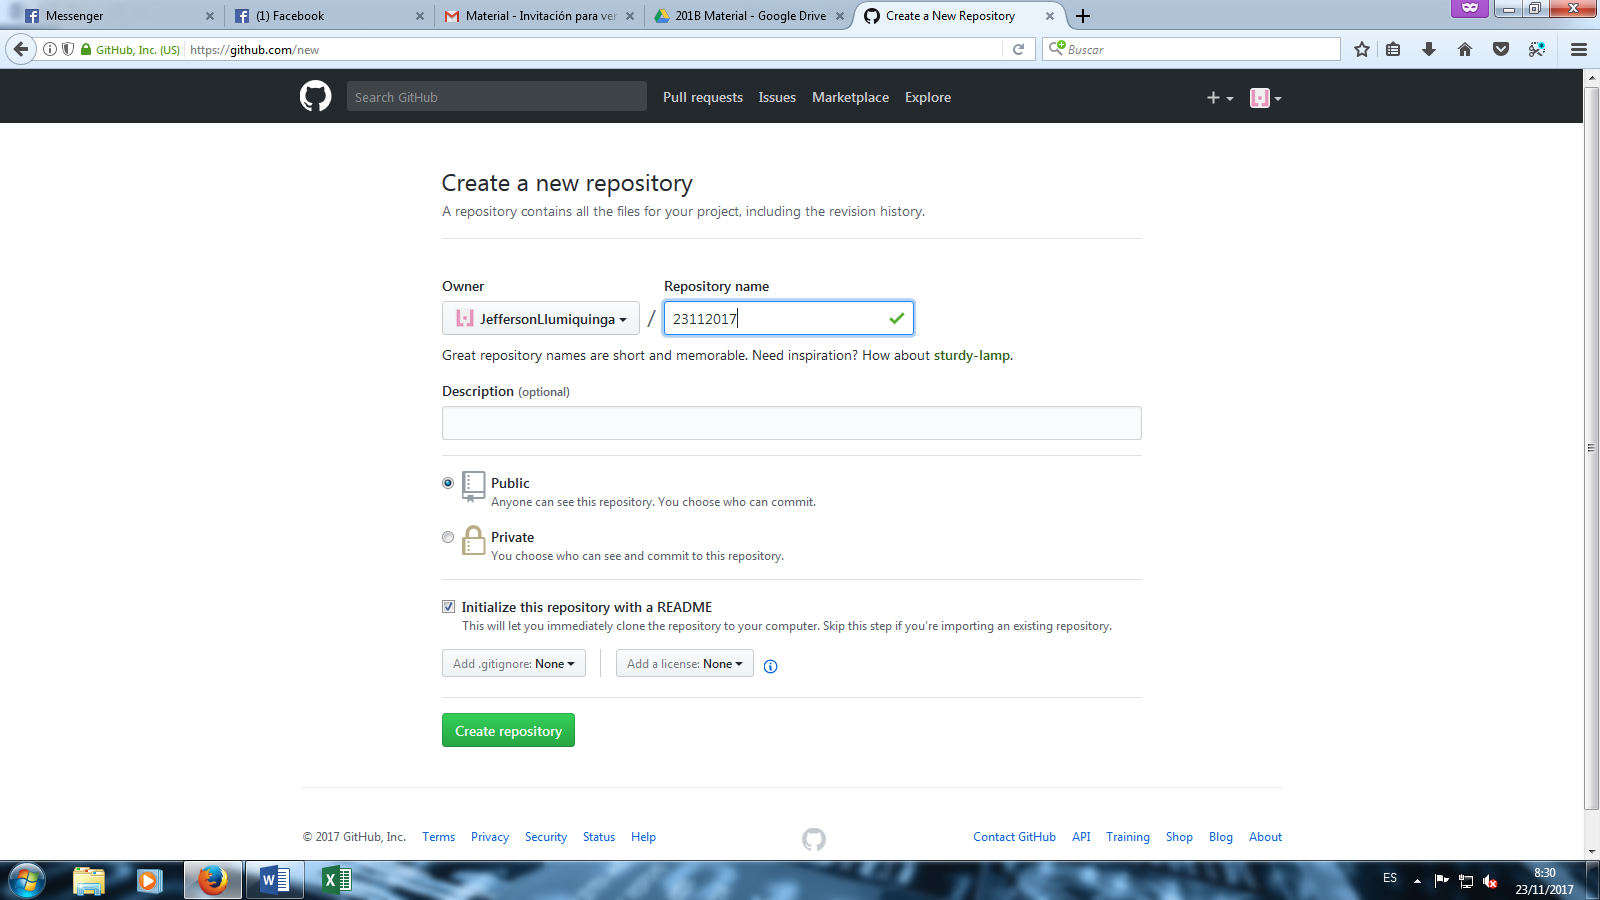 Messenger
(1) Facebook
Material - Invitación para ver
201B Material - Google Drive
Create a New Repository
GitHub, Inc. (US)
https://github.com/new
Buscar
Search GitHub
Pull requests
Issues
Marketplace
Explore
Create a new repository
A repository contains all the files for your project, including the revision history.
Owner
Repository name
JeffersonLlumiquinga
/
23112017
Great repository names are short and memorable. Need inspiration? How about sturdy-lamp.
Description (optional)
Public
Anyone can see this repository. You choose who can commit.
Private
You choose who can see and commit to this repository.
Initialize this repository with a README
This will let you immediately clone the repository to your computer. Skip this step if you're importing an existing repository.
Add .gitignore: None
Add a license: None
Create repository
© 2017 GitHub, Inc.
Terms
Privacy
Security
Status
Help
Contact GitHub
API
Training
Shop
Blog
About
ES
8:30
23/11/2017